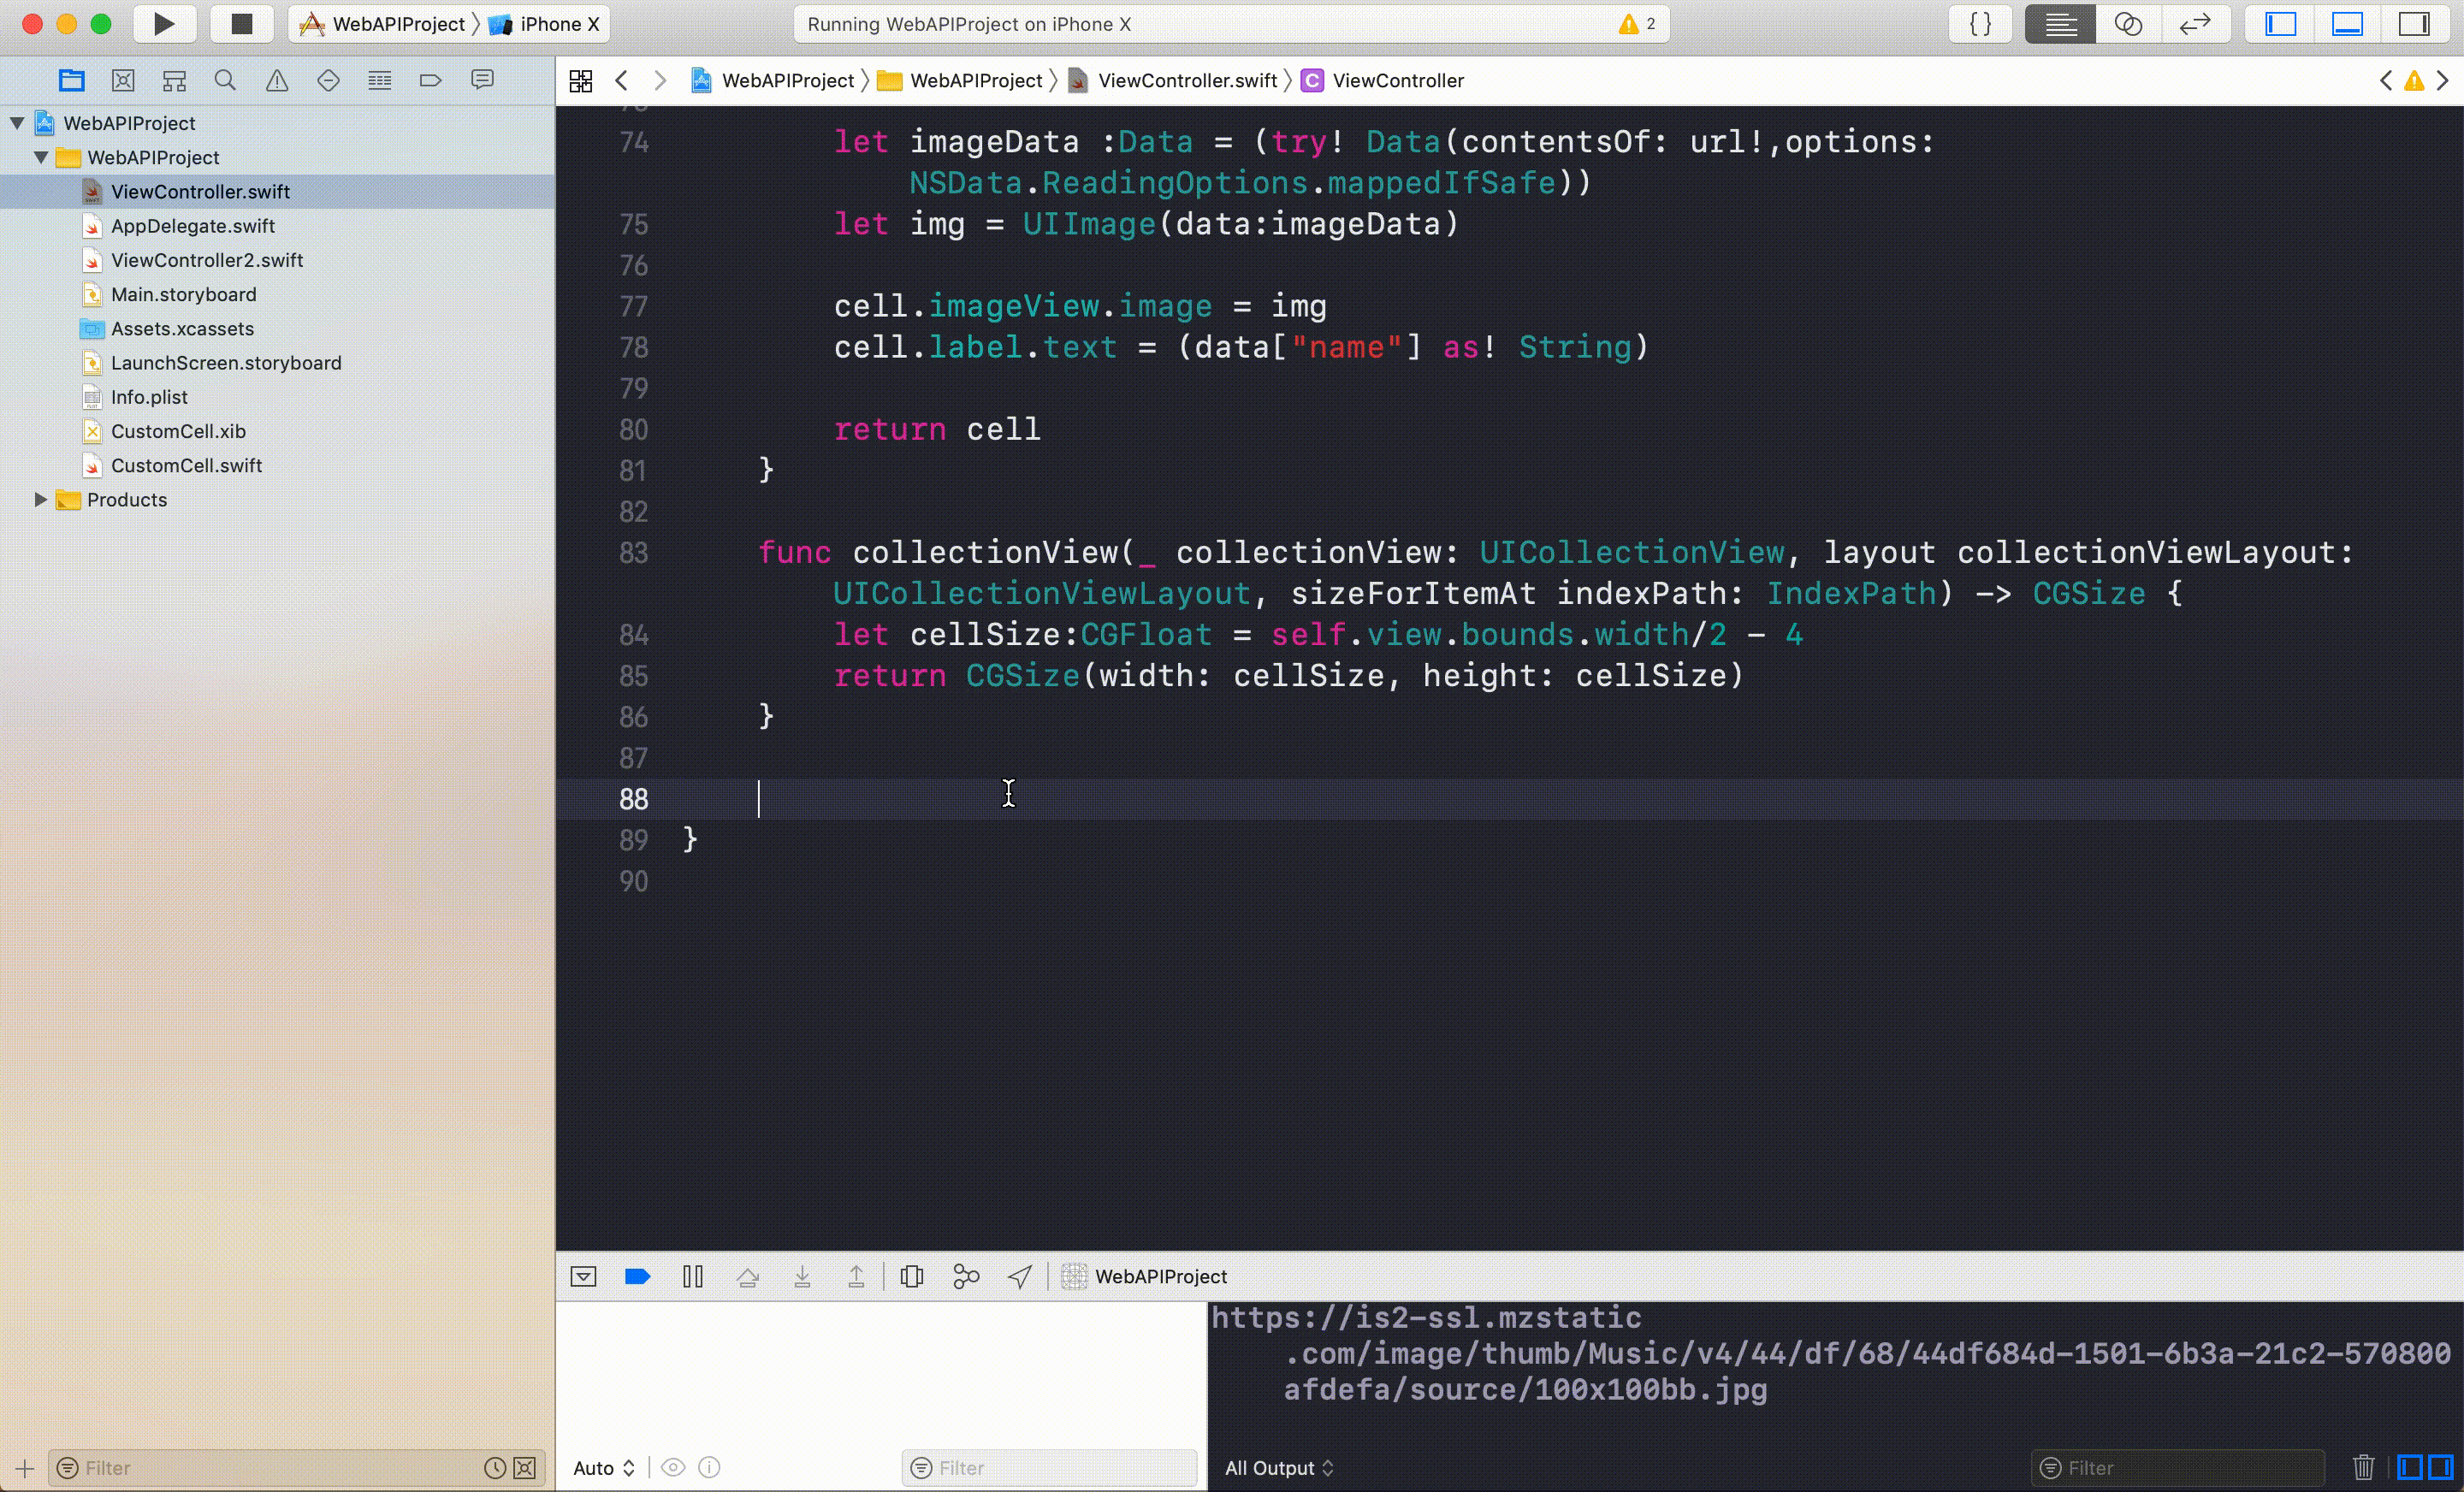 WebAPIProject 〉 iPhone X
Running WebAPIProject on iPhone X
2
{ }
WebAPIProject 〉 WebAPIProject 〉 ViewController.swift 〉 C ViewController
WebAPIProject
WebAPIProject
ViewController.swift
AppDelegate.swift
ViewController2.swift
Main.storyboard
Assets.xcassets
LaunchScreen.storyboard
Info.plist
CustomCell.xib
CustomCell.swift
Products
74 let imageData :Data = (try! Data(contentsOf: url!,options:
NSData.ReadingOptions.mappedIfSafe))
75 let img = UIImage(data:imageData)
76
77 cell.imageView.image = img
78 cell.label.text = (data["name"] as! String)
79
80 return cell
81 }
82
83 func collectionView(_ collectionView: UICollectionView, layout collectionViewLayout:
UICollectionViewLayout, sizeForItemAt indexPath: IndexPath) -> CGSize {
84 let cellSize:CGFloat = self.view.bounds.width/2 - 4
85 return CGSize(width: cellSize, height: cellSize)
86 }
87
88
89 }
90
WebAPIProject
https://is2-ssl.mzstatic
.com/image/thumb/Music/v4/44/df/68/44df684d-1501-6b3a-21c2-570800
afdefa/source/100x100bb.jpg
Filter
Auto
Filter
All Output
Filter